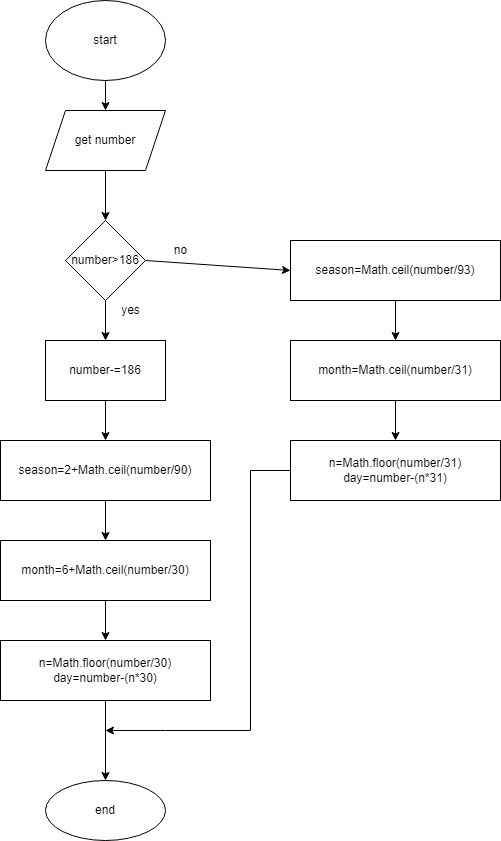 start
get number
number>186
no
yes
number-=186
season=2+Math.ceil(number/90)
month=6+Math.ceil(number/30)
n=Math.floor(number/30)
day=number-(n*30)
season=Math.ceil(number/93)
month=Math.ceil(number/31)
n=Math.floor(number/31)
day=number-(n*31)
end